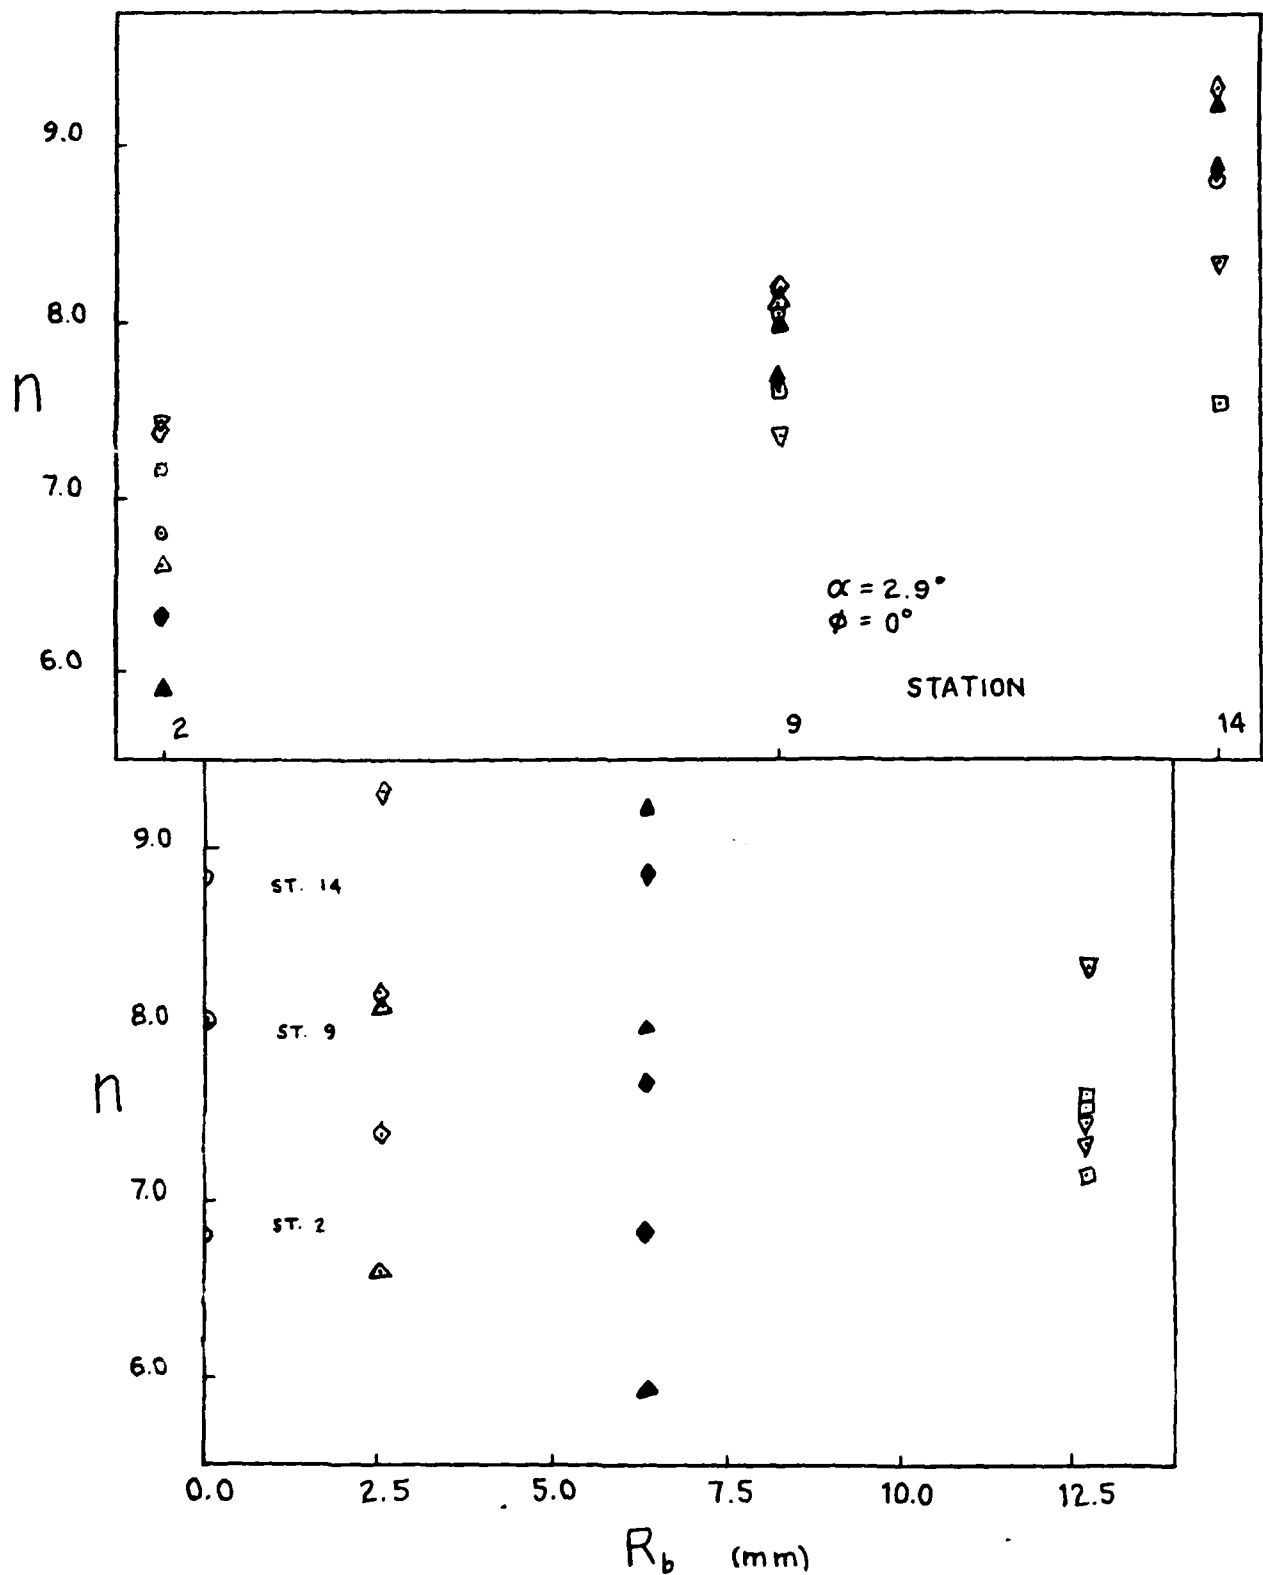 9.0
8.0
n
7.0
α = 2.9°
φ = 0°
6.0
STATION
2 9 14
9.0
ST. 14
8.0
ST. 9
n
7.0
ST. 2
6.0
0.0 2.5 5.0 7.5 10.0 12.5
R_b (mm)